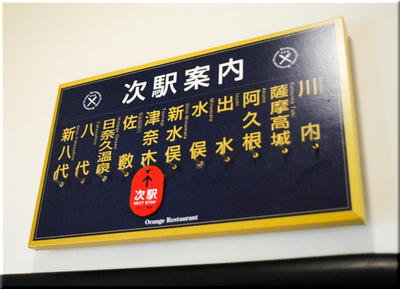 次駅案内
川内
薩摩高城
阿久根
出水
水俣
新水俣
津奈木
佐敷
日奈久温泉
八代
新八代
次駅
NEXT STOP
Orange Restaurant